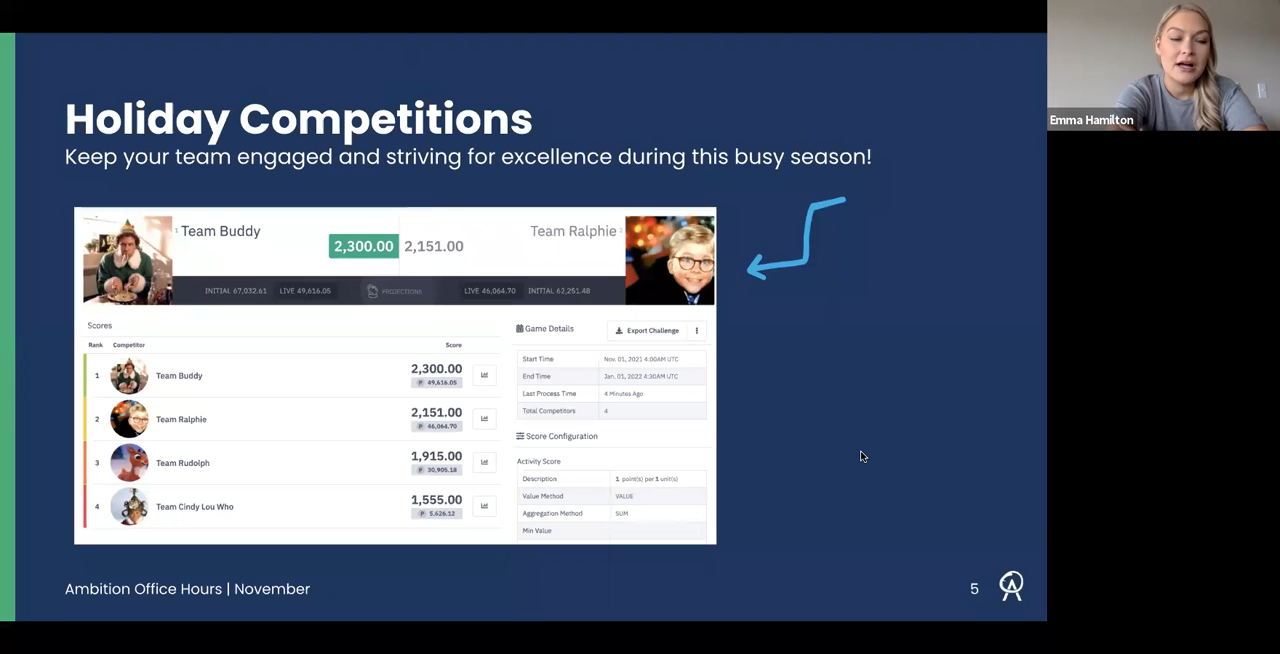 Holiday Competitions
Keep your team engaged and striving for excellence during this busy season!
1 Team Buddy
2,300.00 2,151.00
Team Ralphie 2
INITIAL 67,032.61 LIVE 49,616.05 PROJECTIONS LIVE 46,064.70 INITIAL 62,251.48
Scores
Rank Competitor Score
1 Team Buddy 2,300.00
P 49,616.05
2 Team Ralphie 2,151.00
P 46,064.70
3 Team Rudolph 1,915.00
P 30,905.18
4 Team Cindy Lou Who 1,555.00
P 5,626.12
Game Details Export Challenge
Start Time Nov. 01, 2021 4:00AM UTC
End Time Jan. 01, 2022 4:30AM UTC
Last Process Time 4 Minutes Ago
Total Competitors 4
Score Configuration
Activity Score
Description 1 point(s) per 1 unit(s)
Value Method VALUE
Aggregation Method SUM
Min Value
Ambition Office Hours | November
5
Emma Hamilton